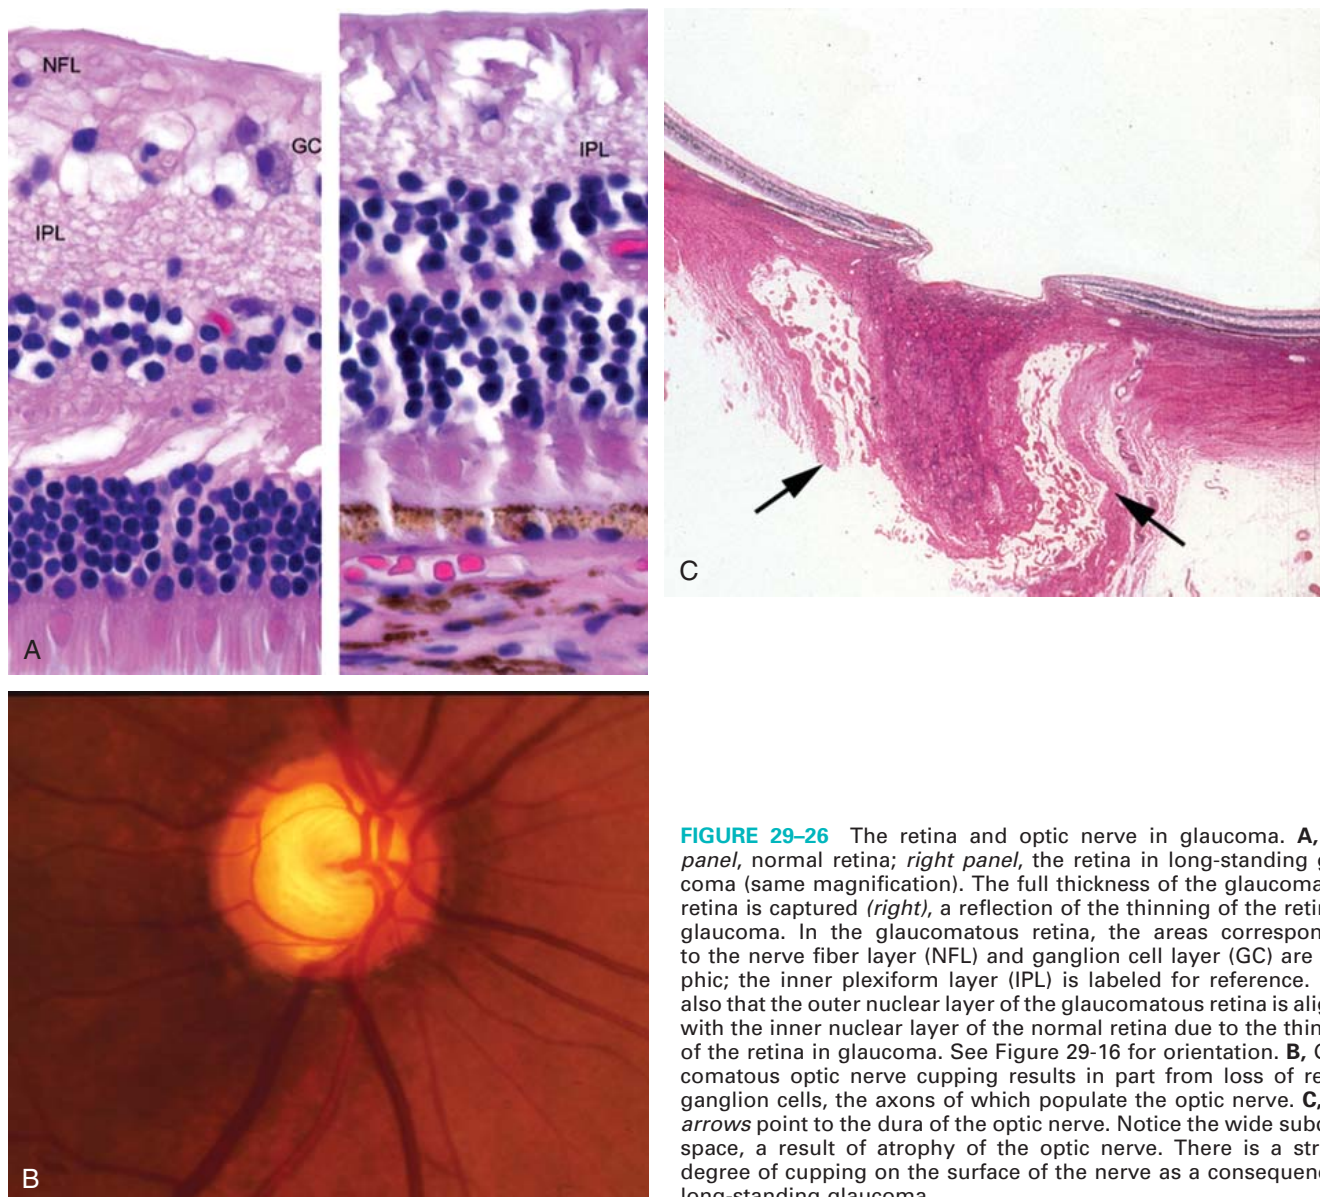 NFL
GC
IPL
IPL
A
C
B
FIGURE 29–26 The retina and optic nerve in glaucoma. A,
panel, normal retina; right panel, the retina in long-standing
coma (same magnification). The full thickness of the
retina is captured (right), a reflection of the thinning of the
glaucoma. In the glaucomatous retina, the areas
to the nerve fiber layer (NFL) and ganglion cell layer (GC) are
phic; the inner plexiform layer (IPL) is labeled for reference.
also that the outer nuclear layer of the glaucomatous retina is
with the inner nuclear layer of the normal retina due to the
of the retina in glaucoma. See Figure 29-16 for orientation. B,
comatous optic nerve cupping results in part from loss of
ganglion cells, the axons of which populate the optic nerve. C,
arrows point to the dura of the optic nerve. Notice the wide
space, a result of atrophy of the optic nerve. There is a
degree of cupping on the surface of the nerve as a
long-standing glaucoma.